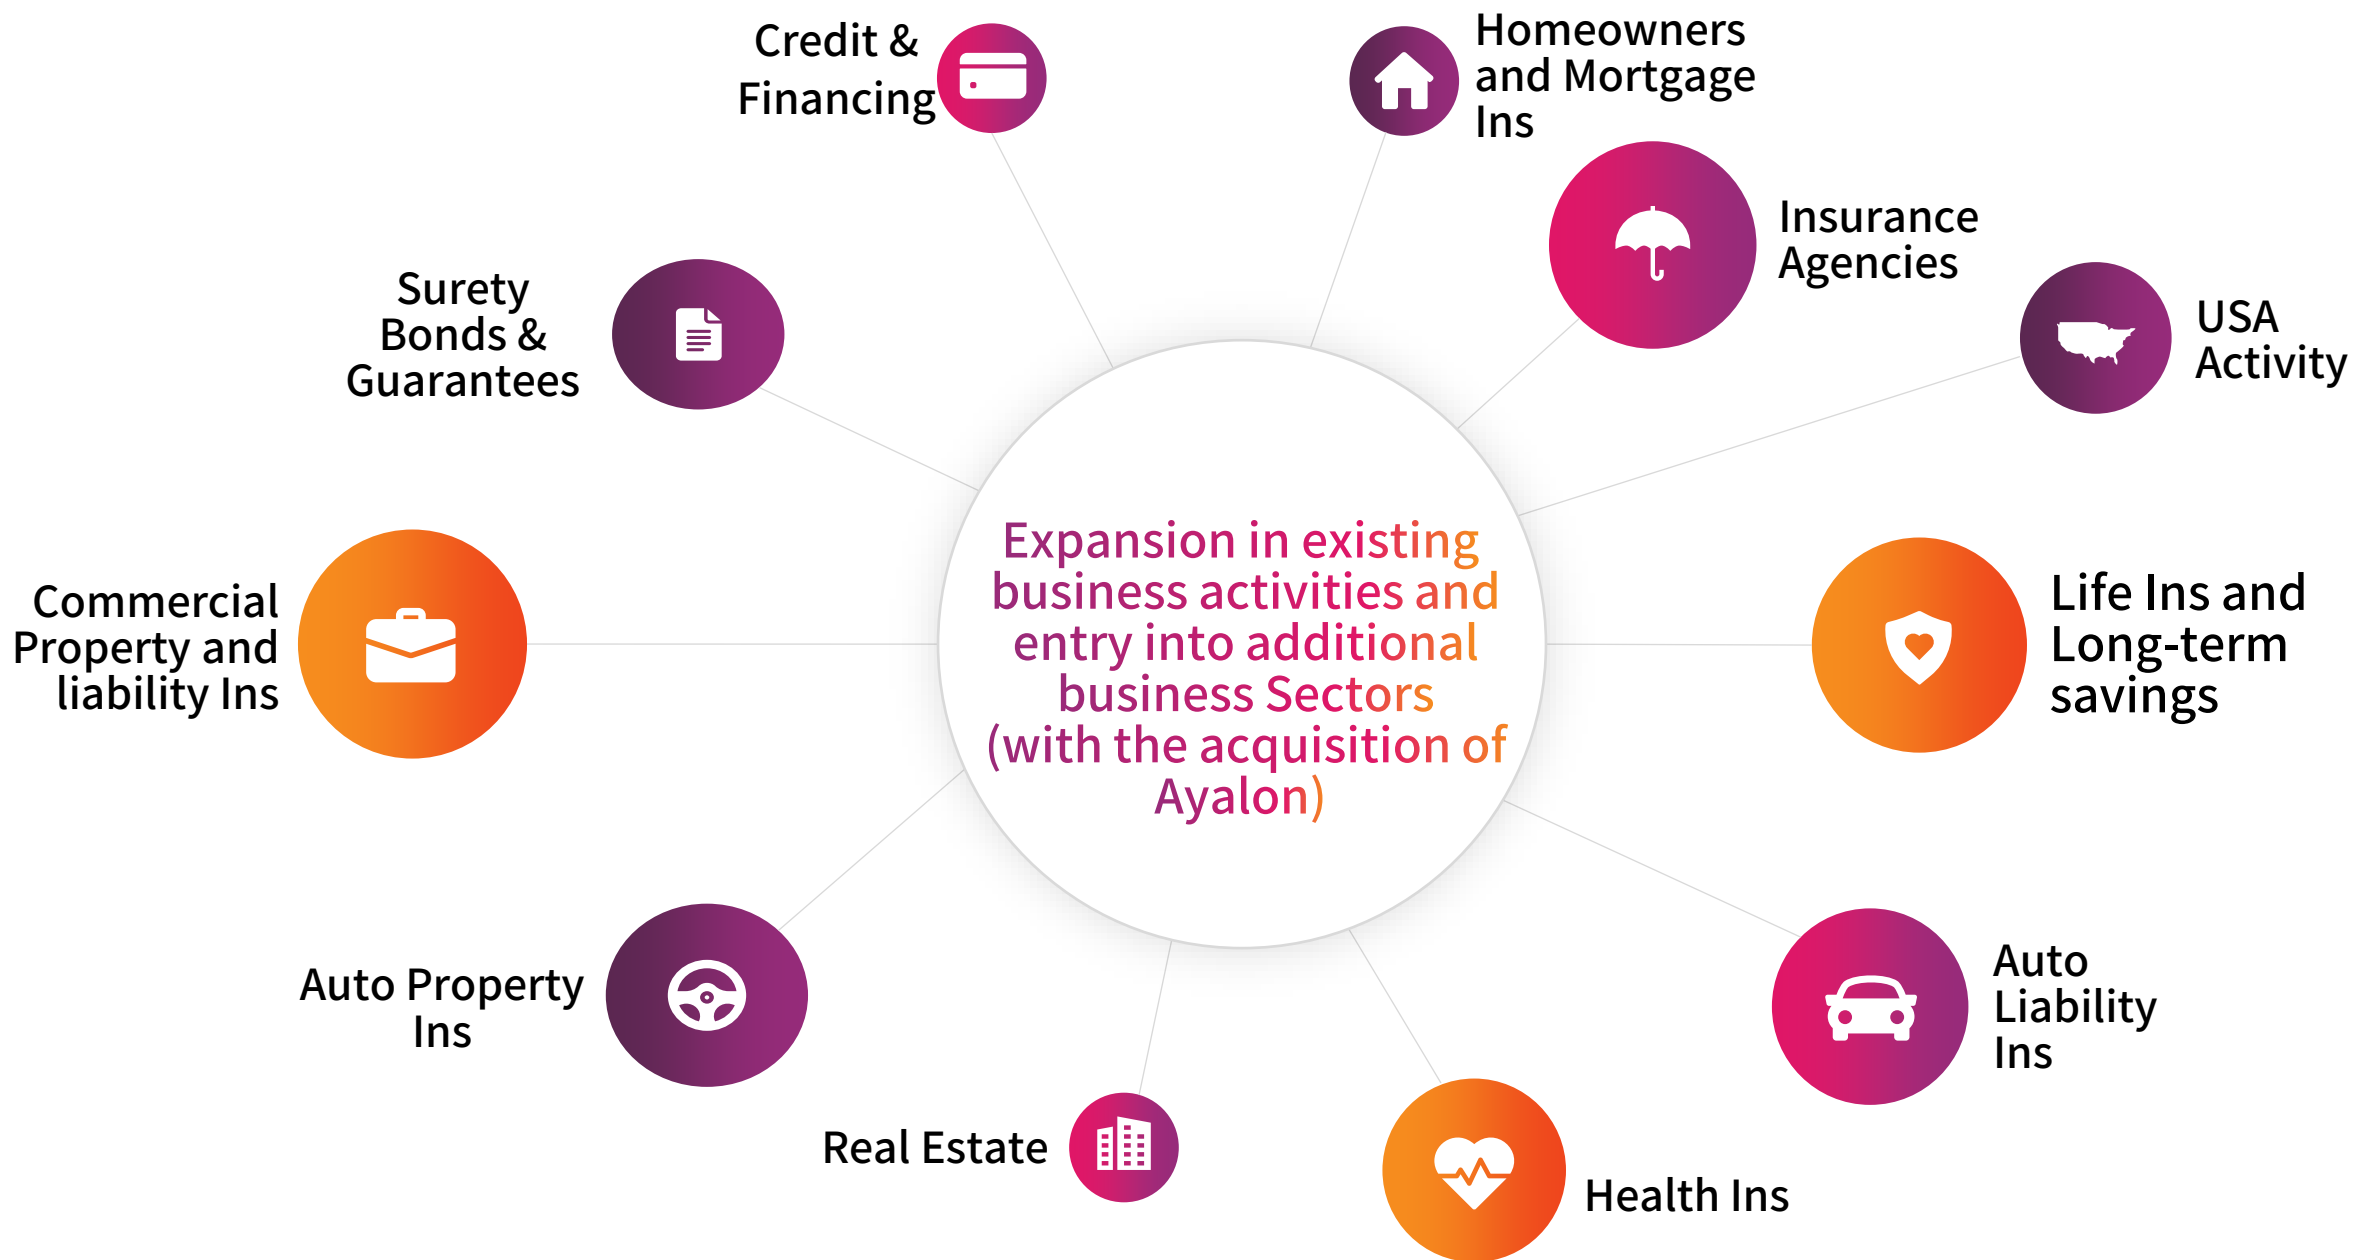 Credit &
Financing
Homeowners
and Mortgage
Ins
Insurance
Agencies
USA
Activity
Surety
Bonds &
Guarantees
Commercial
Property and
liability Ins
Expansion in existing
business activities and
entry into additional
business Sectors
(with the acquisition of
Ayalon)
Life Ins and
Long-term
savings
Auto Property
Ins
Auto
Liability
Ins
Real Estate
Health Ins